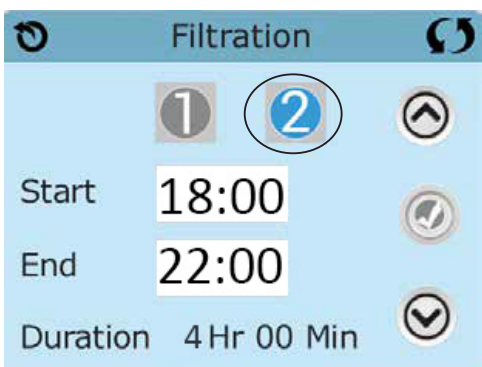 Filtration
1 2
Start 18:00
End 22:00
Duration 4 Hr 00 Min